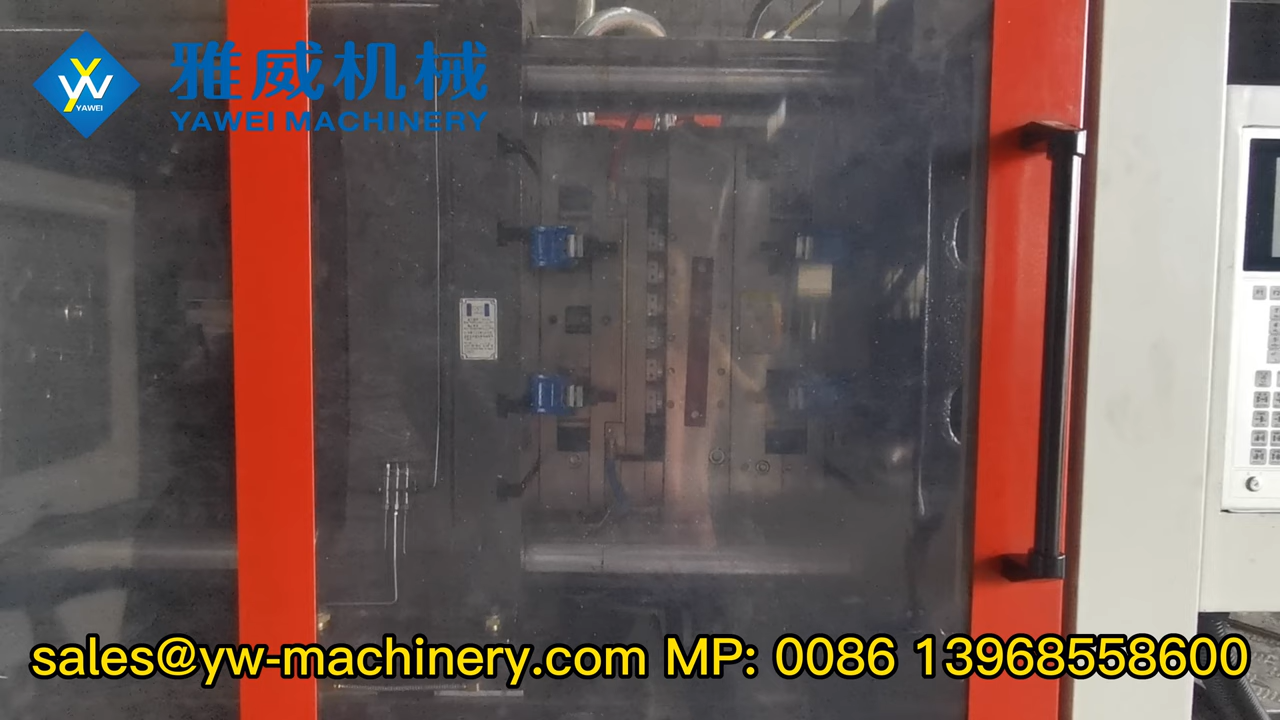 雅威机械
YAWEI MACHINERY
YW
YAWEI
sales@yw-machinery.com MP: 0086 13968558600